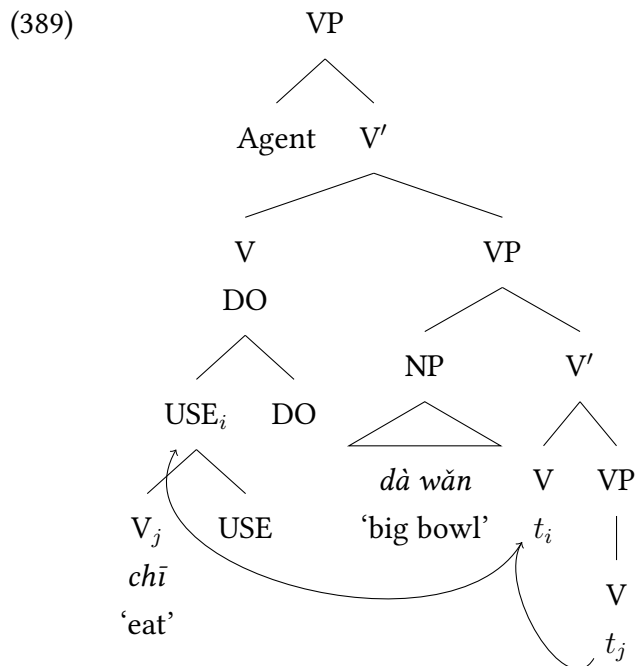 (389)
VP
Agent V′
V VP
DO
NP V′
USEi DO
dà wǎn V VP
Vj USE ‘big bowl’ ti
chī
‘eat’ V
tj